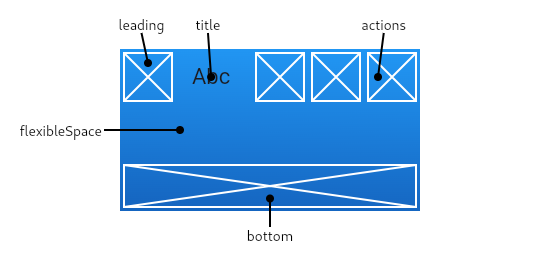 leading title actions
Abc
flexibleSpace
bottom